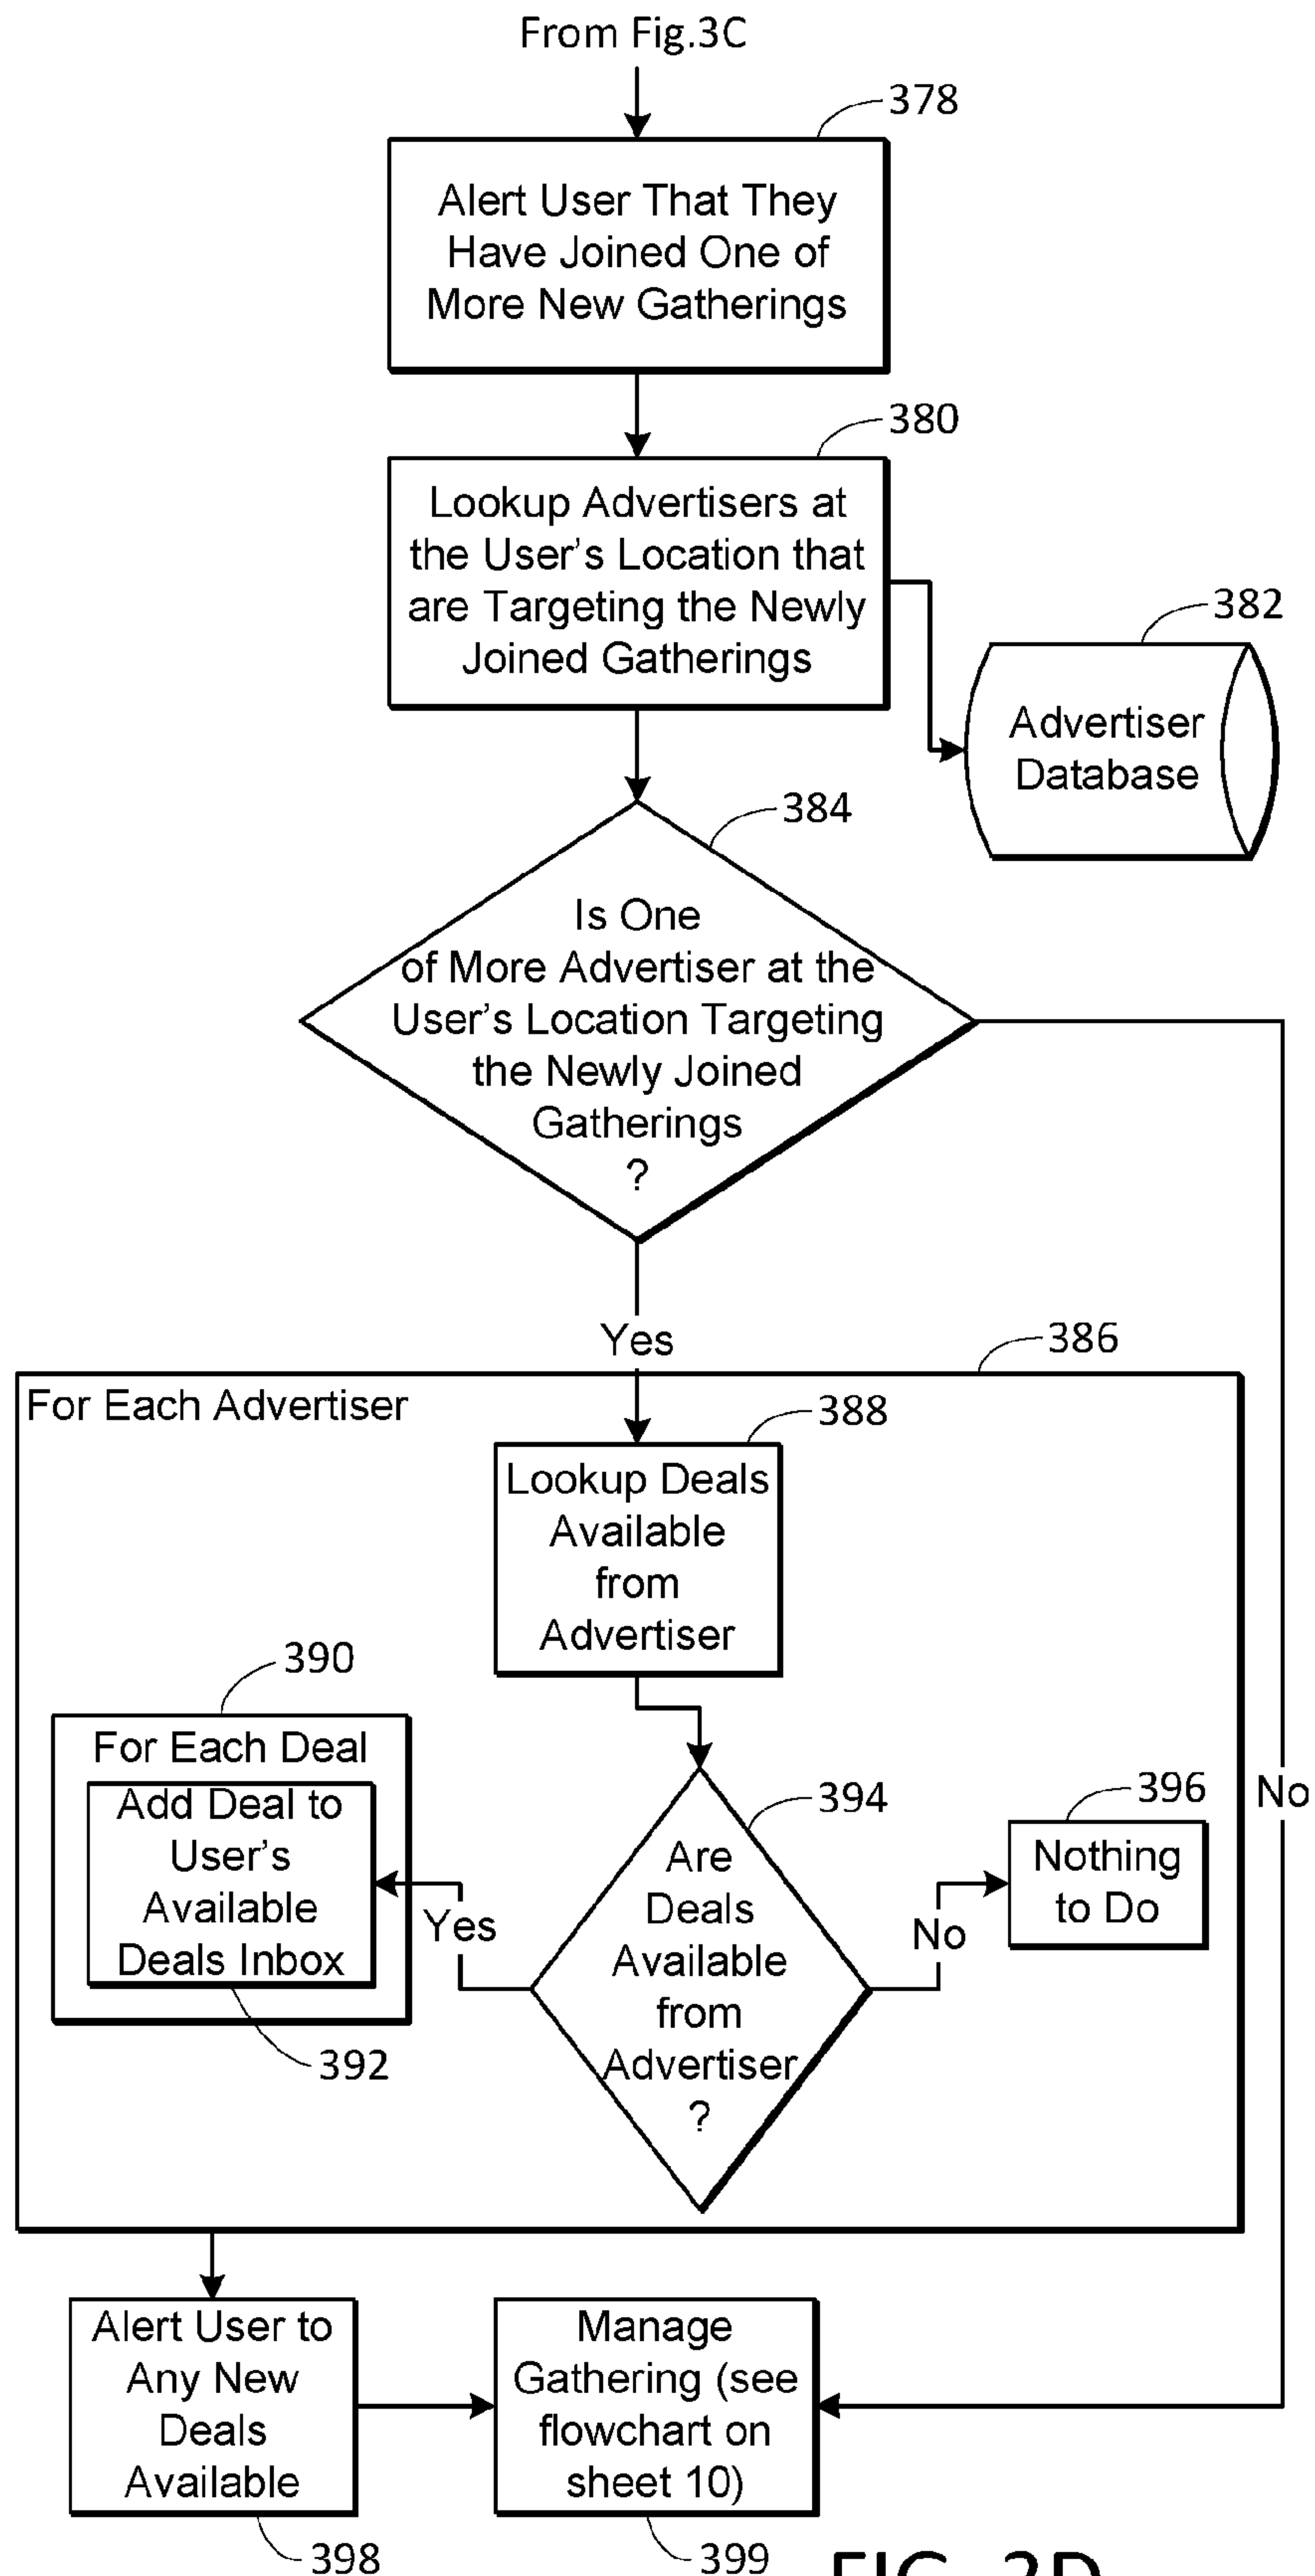 From Fig.3C
378
Alert User That They
Have Joined One of
More New Gatherings
380
Lookup Advertisers at
the User’s Location that
are Targeting the Newly
Joined Gatherings
382
Advertiser
Database
384
Is One
of More Advertiser at the
User’s Location Targeting
the Newly Joined
Gatherings
?
Yes
386
For Each Advertiser
388
Lookup Deals
Available
from
Advertiser
390
For Each Deal
Add Deal to
User’s
Available
Deals Inbox
392
Yes
394
Are
Deals
Available
from
Advertiser
?
No
396
Nothing
to Do
No
Alert User to
Any New
Deals
Available
398
Manage
Gathering (see
flowchart on
sheet 10)
399
FIG. 3D